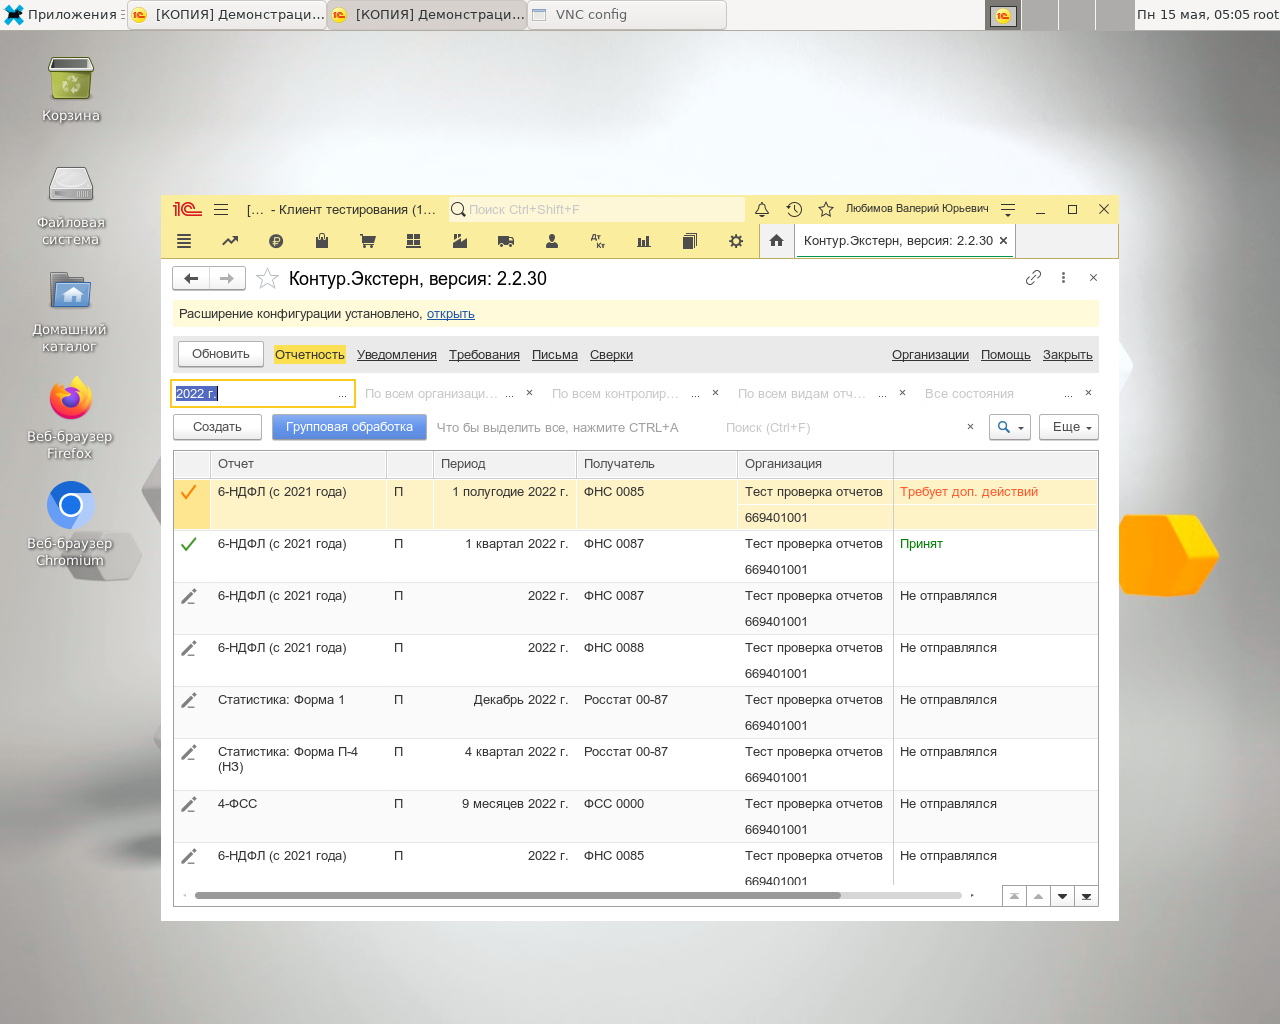 Приложения
[КОПИЯ] Демонстраци...
[КОПИЯ] Демонстраци...
VNC config
Пн 15 мая, 05:05 root
Корзина
Файловая
система
Домашний
каталог
Веб-браузер
Firefox
Веб-браузер
Chromium
[... - Клиент тестирования (1...
Поиск Ctrl+Shift+F
Любимов Валерий Юрьевич
Дт
Кт
Контур.Экстерн, версия: 2.2.30 ×
Контур.Экстерн, версия: 2.2.30
Расширение конфигурации установлено, открыть
Обновить Отчетность Уведомления Требования Письма Сверки Организации Помощь Закрыть
2022 г. ... По всем организаци... ... × По всем контролир... ... × По всем видам отч... ... × Все состояния ... ×
Создать Групповая обработка Что бы выделить все, нажмите CTRL+A Поиск (Ctrl+F) × Еще
Отчет Период Получатель Организация
6-НДФЛ (с 2021 года) П 1 полугодие 2022 г. ФНС 0085 Тест проверка отчетов Требует доп. действий
669401001
6-НДФЛ (с 2021 года) П 1 квартал 2022 г. ФНС 0087 Тест проверка отчетов Принят
669401001
6-НДФЛ (с 2021 года) П 2022 г. ФНС 0087 Тест проверка отчетов Не отправлялся
669401001
6-НДФЛ (с 2021 года) П 2022 г. ФНС 0088 Тест проверка отчетов Не отправлялся
669401001
Статистика: Форма 1 П Декабрь 2022 г. Росстат 00-87 Тест проверка отчетов Не отправлялся
669401001
Статистика: Форма П-4 П 4 квартал 2022 г. Росстат 00-87 Тест проверка отчетов Не отправлялся
(НЗ)
669401001
4-ФСС П 9 месяцев 2022 г. ФСС 0000 Тест проверка отчетов Не отправлялся
669401001
6-НДФЛ (с 2021 года) П 2022 г. ФНС 0085 Тест проверка отчетов Не отправлялся
669401001